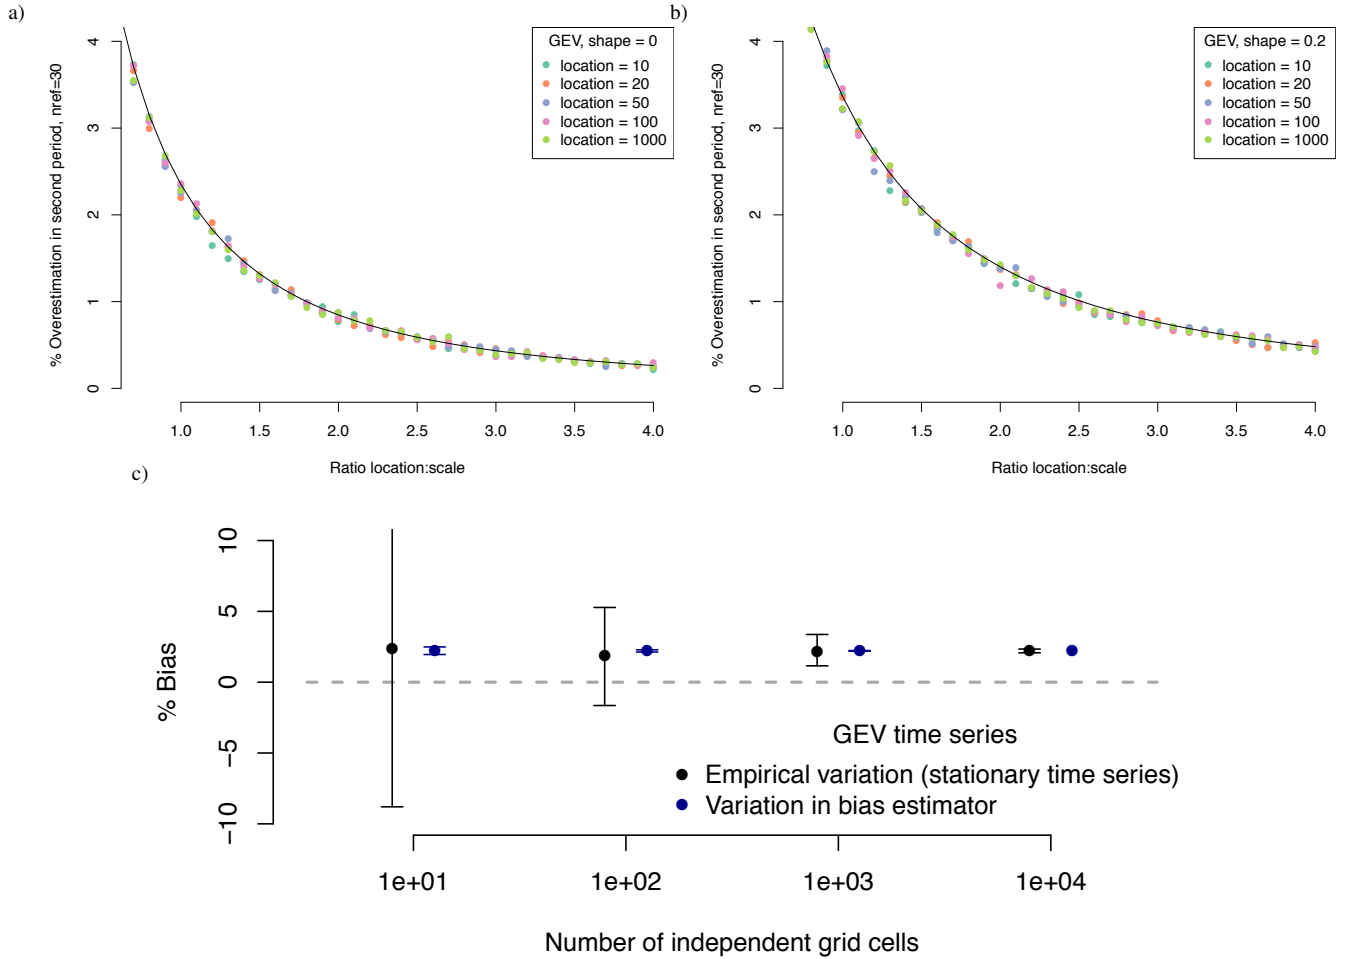 a)
% Overestimation in second period, nref=30
4
3
2
1
0
GEV, shape = 0
location = 10
location = 20
location = 50
location = 100
location = 1000
1.0 1.5 2.0 2.5 3.0 3.5 4.0
Ratio location:scale
b)
% Overestimation in second period, nref=30
4
3
2
1
0
GEV, shape = 0.2
location = 10
location = 20
location = 50
location = 100
location = 1000
1.0 1.5 2.0 2.5 3.0 3.5 4.0
Ratio location:scale
c)
% Bias
10
5
0
−5
−10
GEV time series
Empirical variation (stationary time series)
Variation in bias estimator
1e+01 1e+02 1e+03 1e+04
Number of independent grid cells